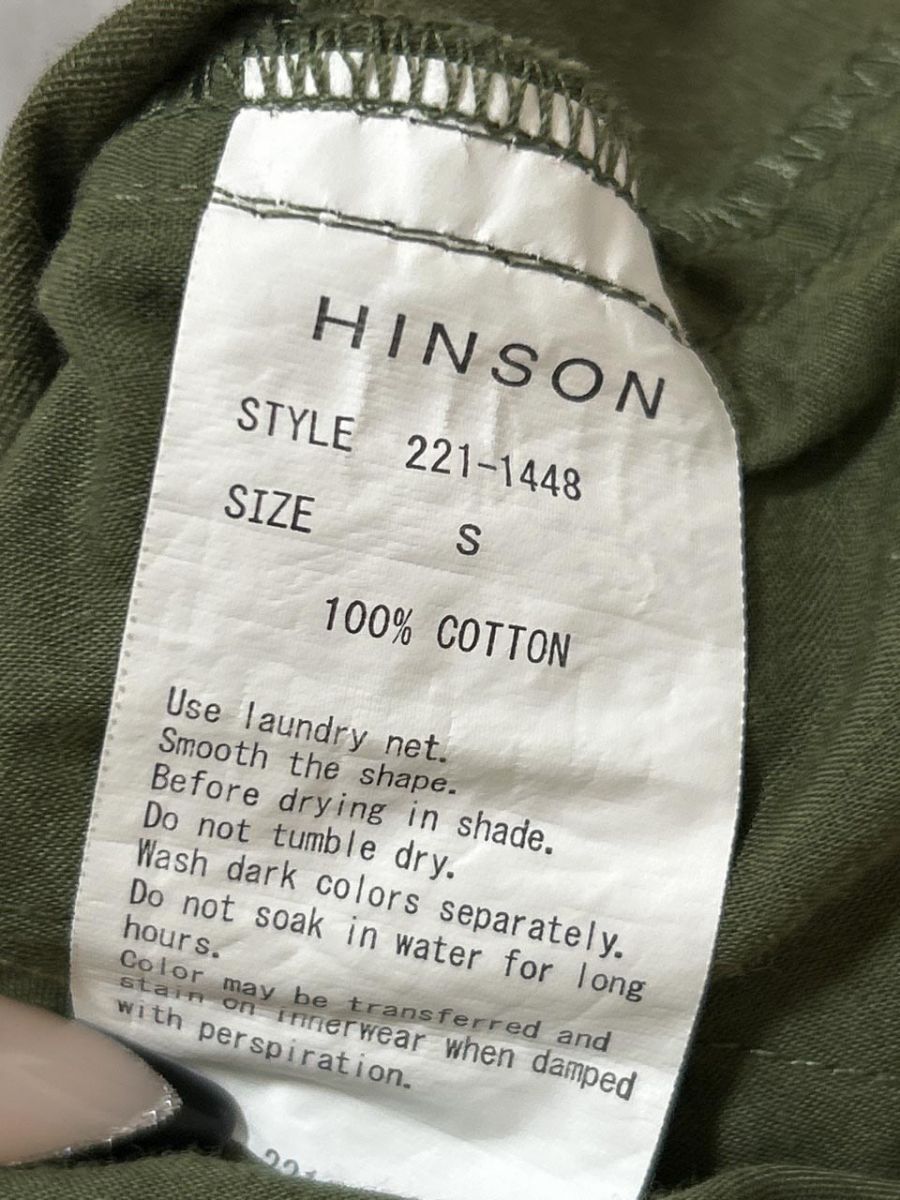 HINSON
STYLE 221-1448
SIZE S
100% COTTON
Use laundry net.
Smooth the shape.
Before drying in shade.
Do not tumble dry.
Wash dark colors separately.
Do not soak in water for long
hours.
Color may be transferred and
stain on innerwear when damped
with perspiration.